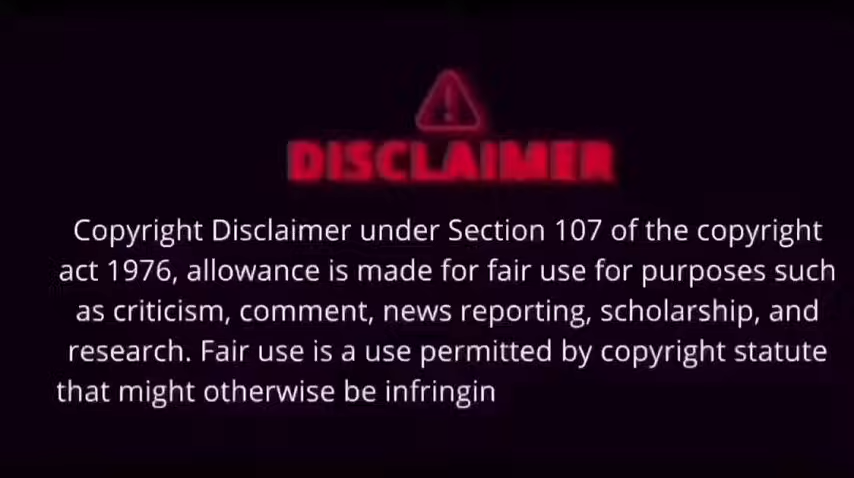 DISCLAIMER
Copyright Disclaimer under Section 107 of the copyright
act 1976, allowance is made for fair use for purposes such
as criticism, comment, news reporting, scholarship, and
research. Fair use is a use permitted by copyright statute
that might otherwise be infringin